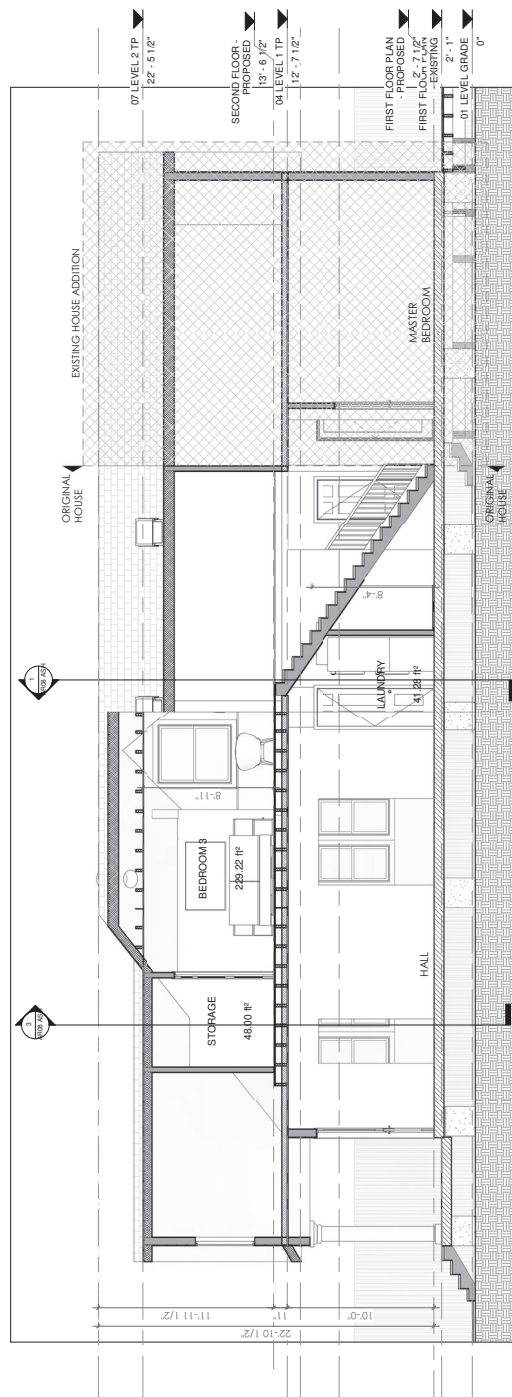 07 LEVEL 2 TP
22' - 5 1/2"
SECOND FLOOR -
PROPOSED
13' - 6 1/2"
04 LEVEL 1 TP
12' - 7 1/2"
FIRST FLOOR PLAN
- PROPOSED
2' - 7 1/2"
FIRST FLOOR PLAN
- EXISTING
2' - 1"
01 LEVEL GRADE
0"
EXISTING HOUSE ADDITION
ORIGINAL
HOUSE
MASTER
BEDROOM
ORIGINAL
HOUSE
1
8'-4"
LAUNDRY
41.28 ft²
8'-11"
BEDROOM 3
229.22 ft²
HALL
3
STORAGE
48.00 ft²
11'-11 1/2"
11"
10'-0"
22'-10 1/2"